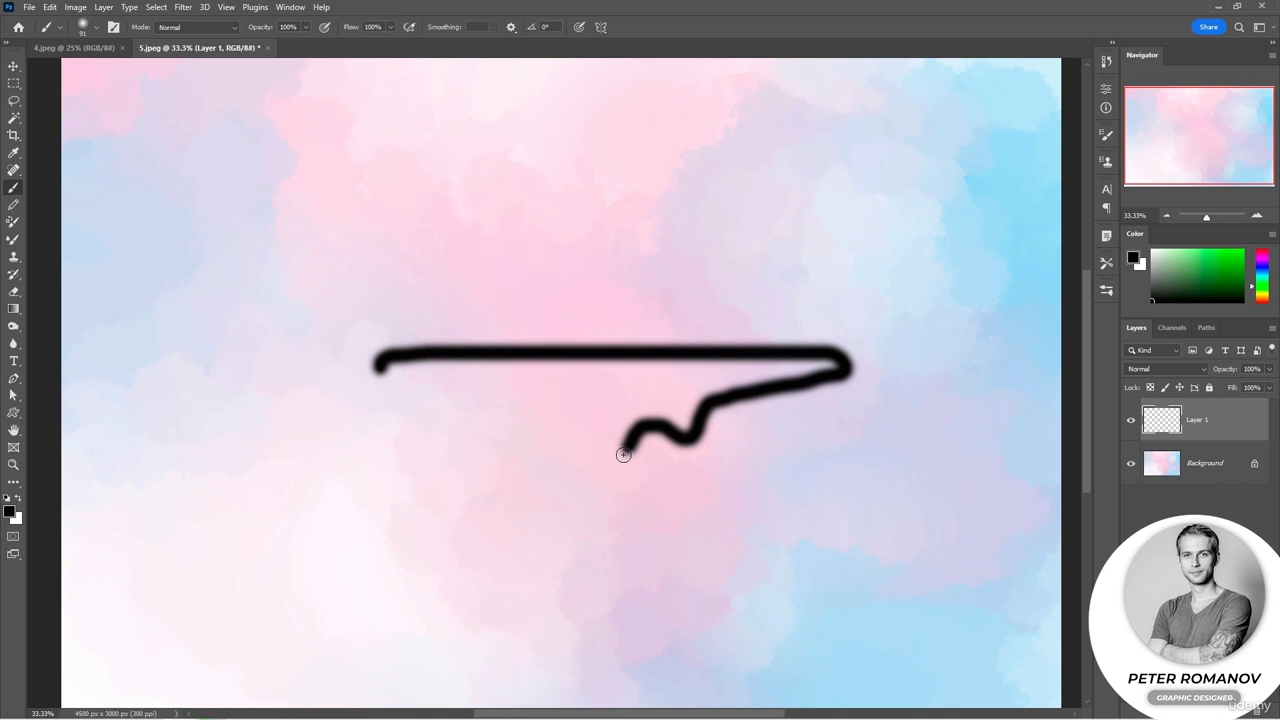 Ps File Edit Image Layer Type Select Filter 3D View Plugins Window Help
91 Mode: Normal Opacity: 100% Flow: 100% Smoothing: 0° Share
4.jpeg @ 25% (RGB/8#) × 5.jpeg @ 33.3% (Layer 1, RGB/8#) * ×
Navigator
33.33%
Color
Layers Channels Paths
Kind
Normal Opacity: 100%
Lock: Fill: 100%
Layer 1
Background
PETER ROMANOV
GRAPHIC DESIGNER
udemy
33.33% 4500 px x 3000 px (300 ppi)